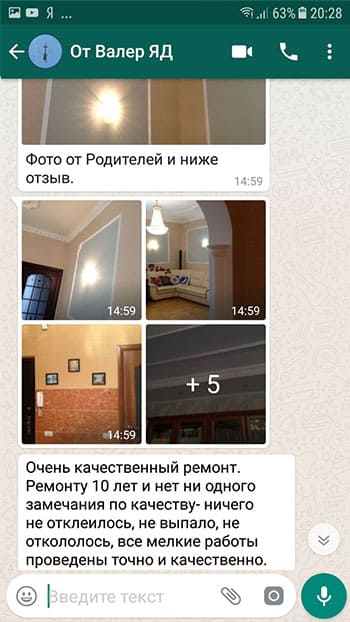 Я ...
63% 20:28
От Валер ЯД
Фото от Родителей и ниже
отзыв.
14:59
14:59
14:59
14:59
+ 5
Очень качественный ремонт.
Ремонту 10 лет и нет ни одного
замечания по качеству- ничего
не отклеилось, не выпало, не
откололось, все мелкие работы
проведены точно и качественно.
Введите текст